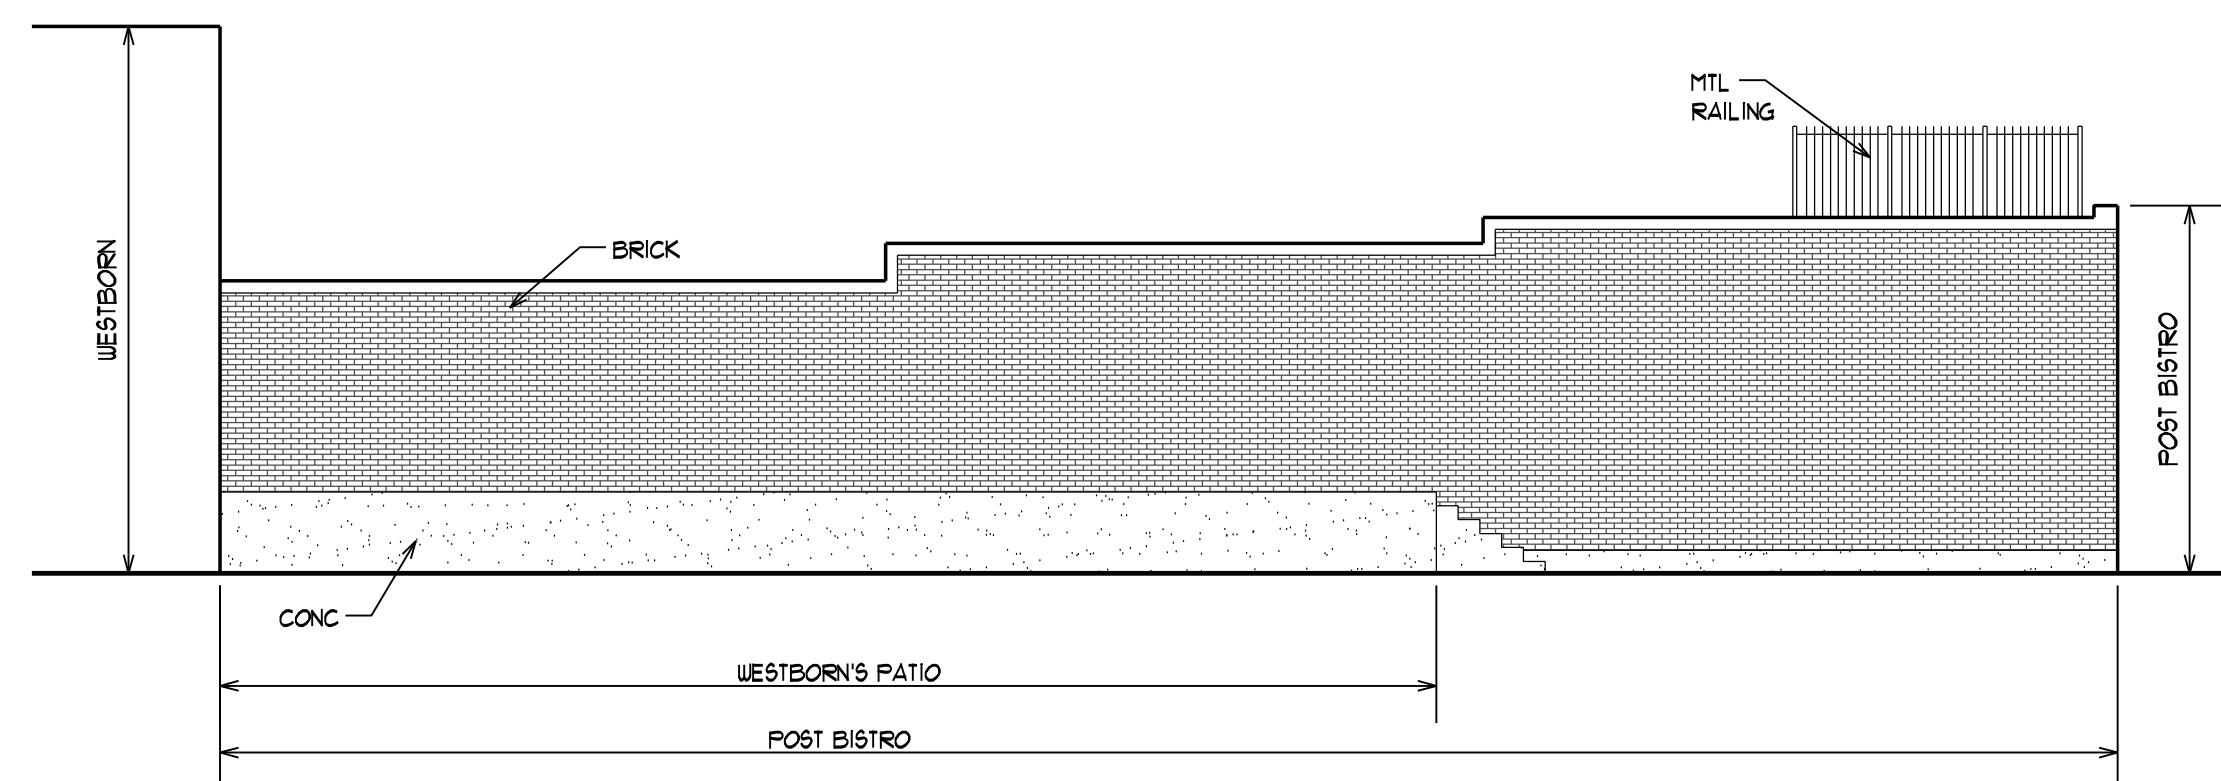 MTL
RAILING
BRICK
WESTBORN
POST BISTRO
CONC
WESTBORN'S PATIO
POST BISTRO